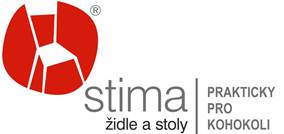 ®
stima
židle a stoly
PRAKTICKY
PRO
KOHOKOLI